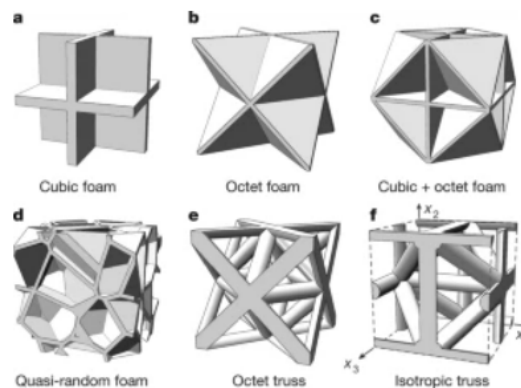 a
b
c
Cubic foam
Octet foam
Cubic + octet foam
d
e
f
x2
x
x3
Quasi-random foam
Octet truss
Isotropic truss